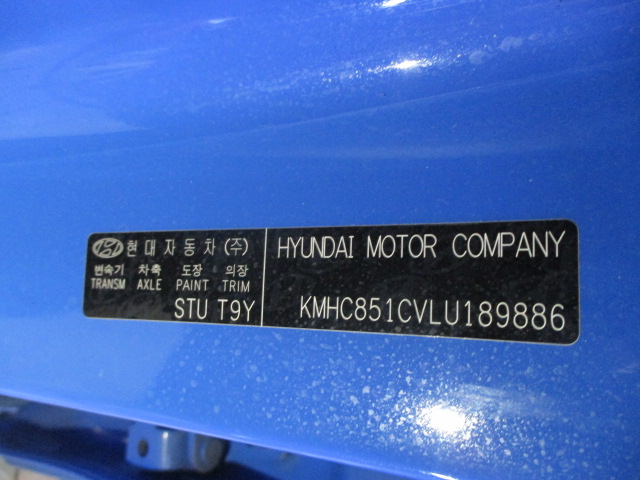 현대자동차(주)
변속기 차축 도장 의장
TRANSM AXLE PAINT TRIM
STU T9Y
HYUNDAI MOTOR COMPANY
KMHC851CVLU189886